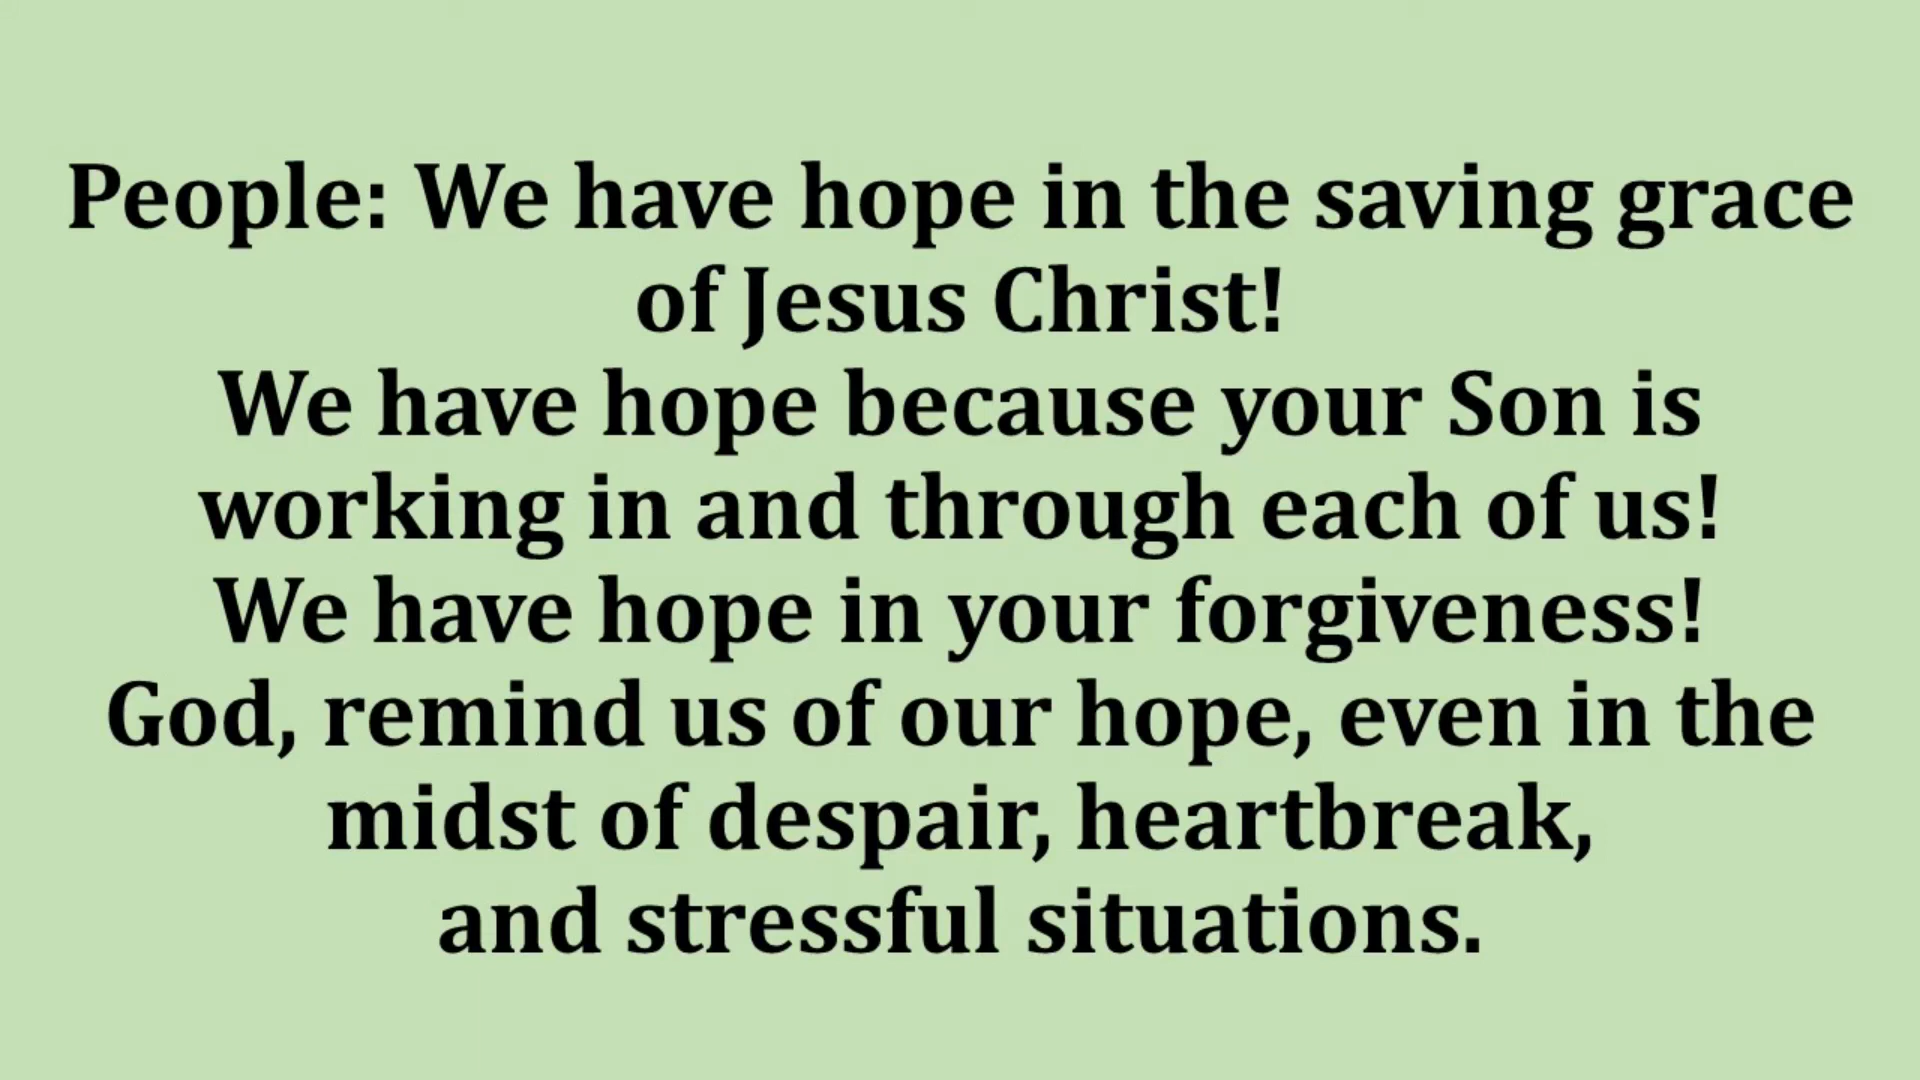 People: We have hope in the saving grace
of Jesus Christ!
We have hope because your Son is
working in and through each of us!
We have hope in your forgiveness!
God, remind us of our hope, even in the
midst of despair, heartbreak,
and stressful situations.